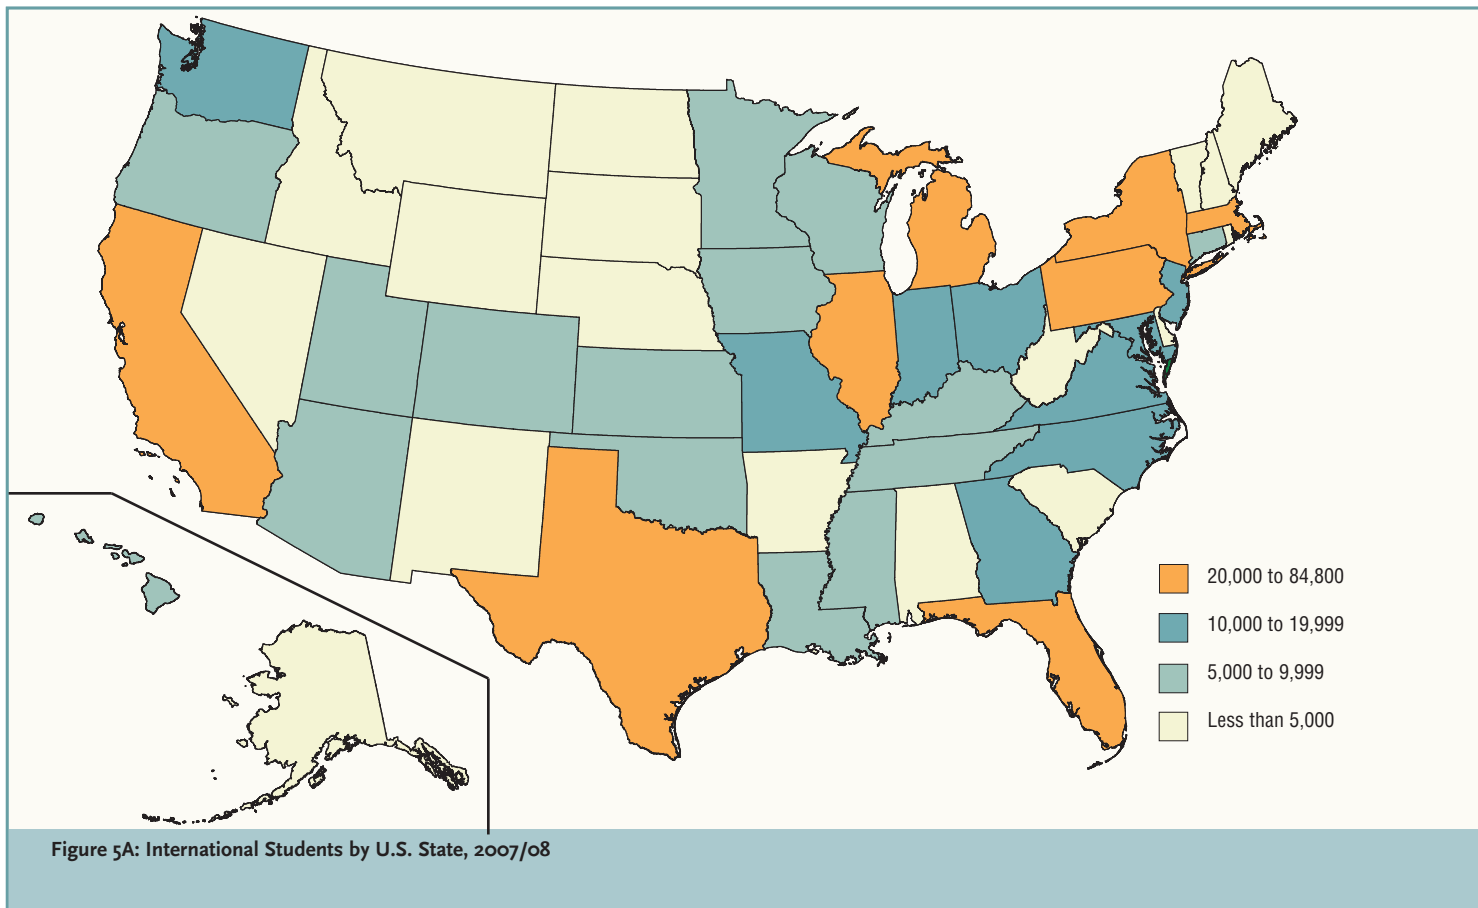 20,000 to 84,800
10,000 to 19,999
5,000 to 9,999
Less than 5,000
Figure 5A: International Students by U.S. State, 2007/08